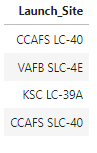 Launch_Site
CCAFS LC-40
VAFB SLC-4E
KSC LC-39A
CCAFS SLC-40